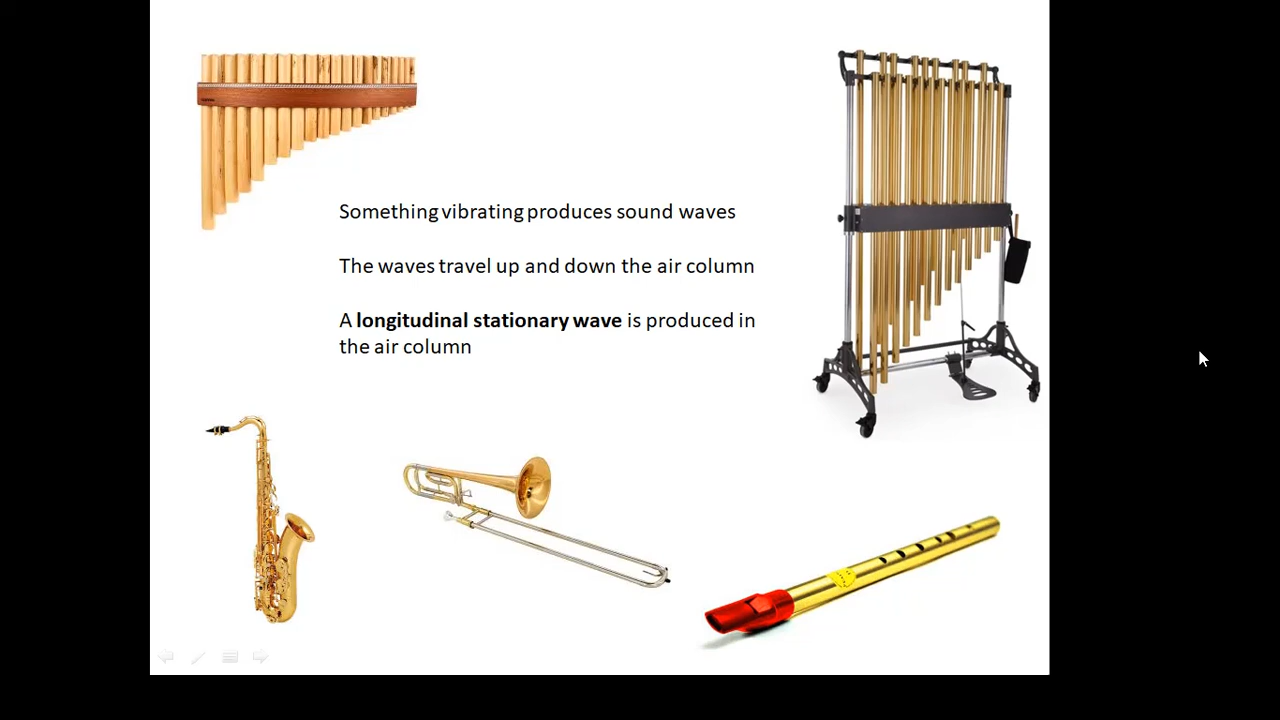 Something vibrating produces sound waves
The waves travel up and down the air column
A longitudinal stationary wave is produced in
the air column